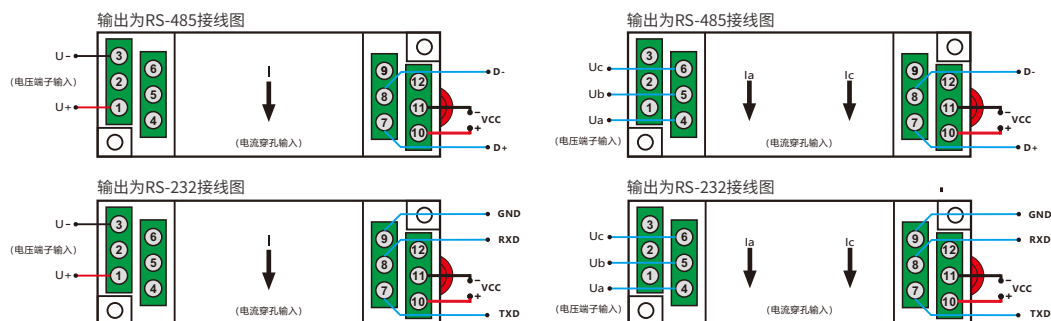 输出为RS-485接线图
U-
(电压端子输入)
U+
3
2
1
6
5
4
I
(电流穿孔输入)
9
8
7
12
11
10
D-
-
VCC
+
D+
输出为RS-485接线图
Uc
Ub
Ua
(电压端子输入)
3
2
1
6
5
4
Ia
Ic
(电流穿孔输入)
9
8
7
12
11
10
D-
-
VCC
+
D+
输出为RS-232接线图
U-
(电压端子输入)
U+
3
2
1
6
5
4
I
(电流穿孔输入)
9
8
7
12
11
10
GND
RXD
-
VCC
+
TXD
输出为RS-232接线图
Uc
Ub
Ua
(电压端子输入)
3
2
1
6
5
4
Ia
Ic
(电流穿孔输入)
9
8
7
12
11
10
GND
RXD
-
VCC
+
TXD